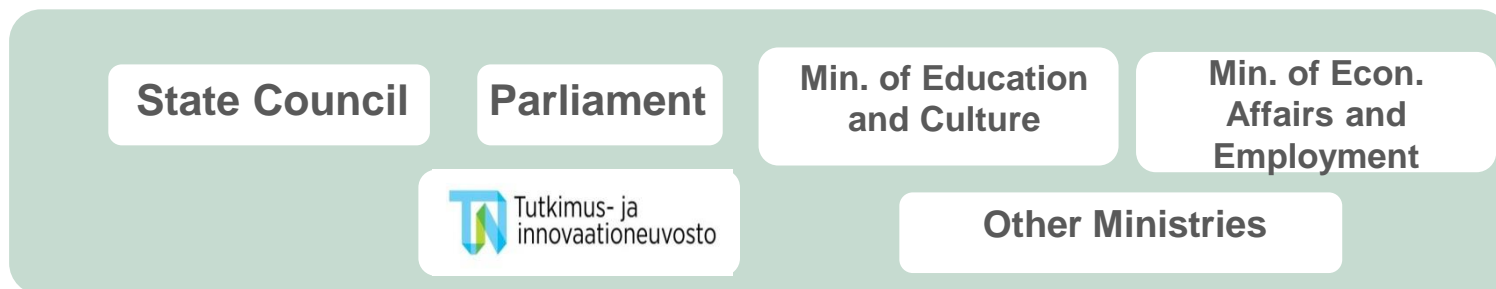 State Council
Parliament
Min. of Education
and Culture
Min. of Econ.
Affairs and
Employment
TN
Tutkimus- ja
innovaationeuvosto
Other Ministries